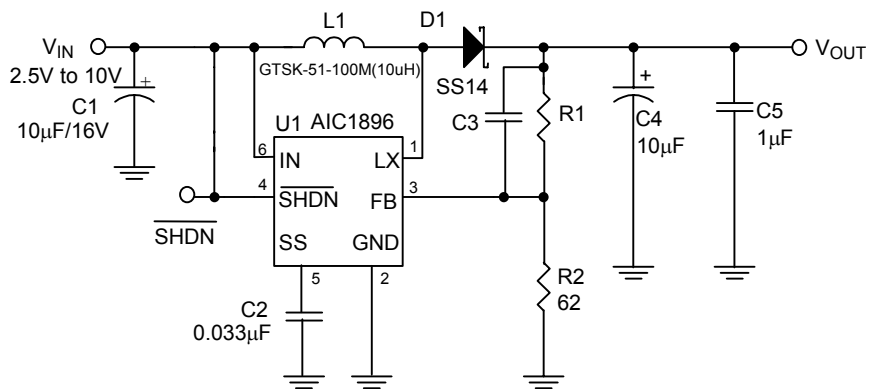 L1
D1
V_IN
V_OUT
2.5V to 10V
+
GTSK-51-100M(10uH)
SS14
+
C1
10µF/16V
U1 AIC1896
C3
R1
C4
10µF
C5
1µF
6
IN
LX
1
4
SHDN
FB
3
SHDN
SS
GND
5
2
C2
0.033µF
R2
62